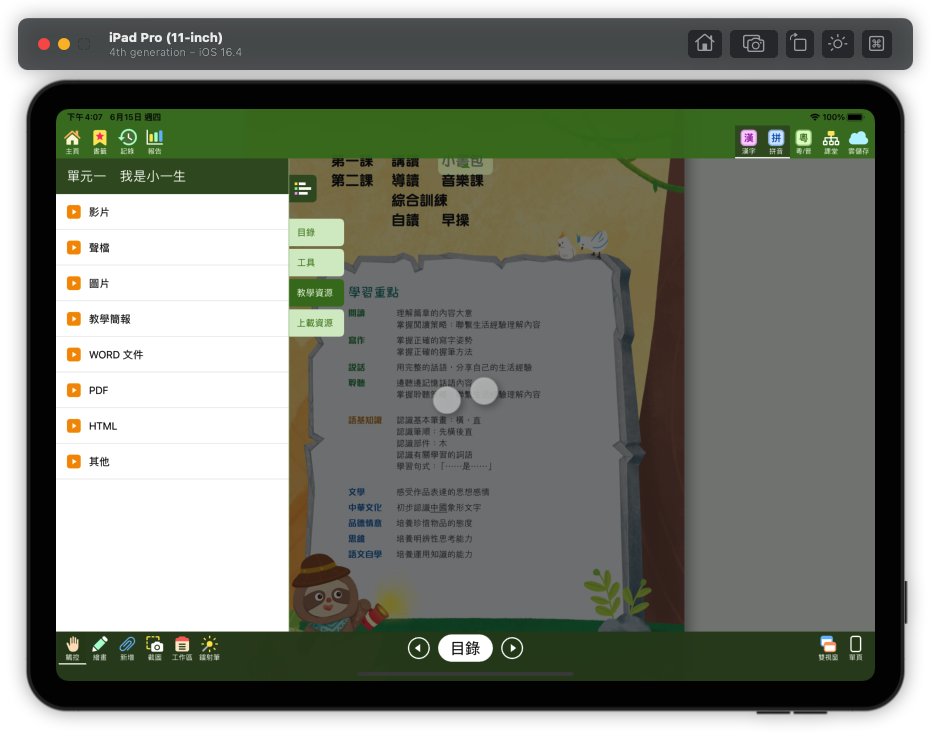 iPad Pro (11-inch)
4th generation – iOS 16.4
下午4:07 6月15日 週四
100%
主頁 書籤 記錄 報告
漢 拼 粵
漢字 拼音 粵/普 課堂 雲儲存
單元一 我是小一生
影片
聲檔
圖片
教學簡報
WORD 文件
PDF
HTML
其他
目錄
工具
教學資源
上載資源
第一課 講讀 小書包
第二課 導讀 音樂課
綜合訓練
自讀 早操
學習重點
閱讀 理解篇章的內容大意
掌握閱讀策略：聯繫生活經驗理解內容
寫作 掌握正確的寫字姿勢
掌握正確的握筆方法
說話 用完整的話語，分享自己的生活經驗
聆聽 邊聽邊記憶話語內容
掌握聆聽
驗理解內容
語基知識 認識基本筆畫：橫、直
認識筆順：先橫後直
認識部件：木
認識有關學習的詞語
學習句式：「……是……」
文學 感受作品表達的思想感情
中華文化 初步認識中國象形文字
品德情意 培養珍惜物品的態度
思維 培養明辨性思考能力
語文自學 培養運用知識的能力
觸控 繪畫 新增 截圖 工作區 鐳射筆
目錄
雙視窗 單頁